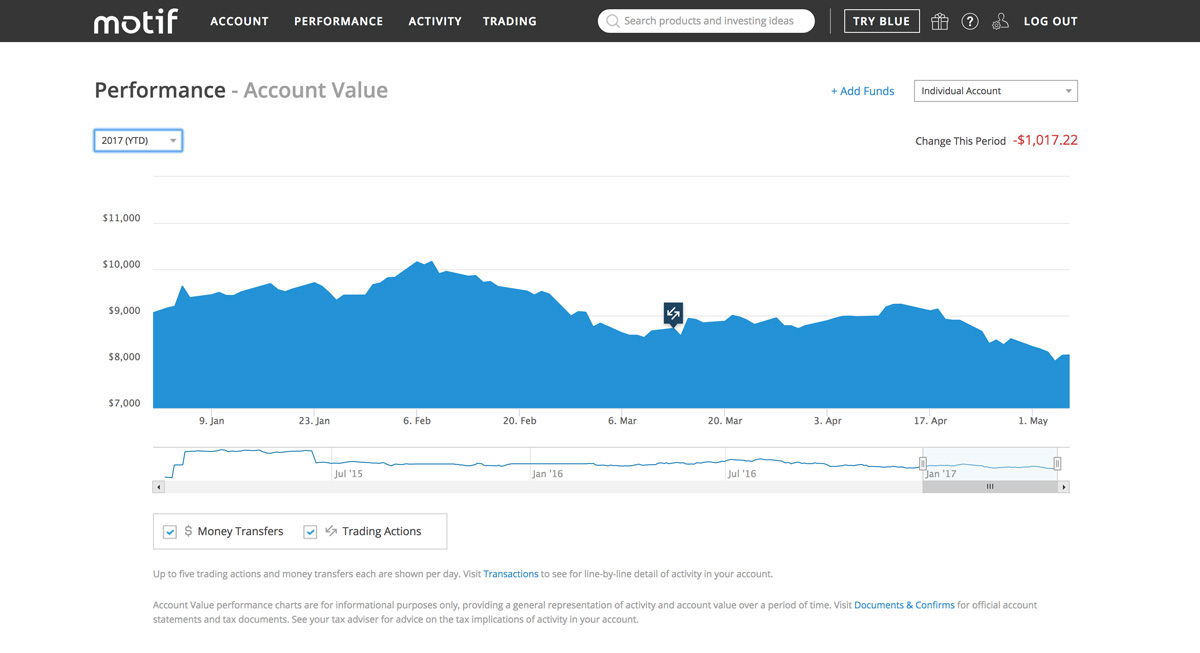 motif ACCOUNT PERFORMANCE ACTIVITY TRADING Search products and investing ideas TRY BLUE ? LOG OUT
Performance - Account Value + Add Funds Individual Account
2017 (YTD) Change This Period -$1,017.22
$11,000
$10,000
$9,000
$8,000
$7,000
9. Jan 23. Jan 6. Feb 20. Feb 6. Mar 20. Mar 3. Apr 17. Apr 1. May
Jul '15 Jan '16 Jul '16 Jan '17
$ Money Transfers Trading Actions
Up to five trading actions and money transfers each are shown per day. Visit Transactions to see for line-by-line detail of activity in your account.
Account Value performance charts are for informational purposes only, providing a general representation of activity and account value over a period of time. Visit Documents & Confirms for official account
statements and tax documents. See your tax adviser for advice on the tax implications of activity in your account.